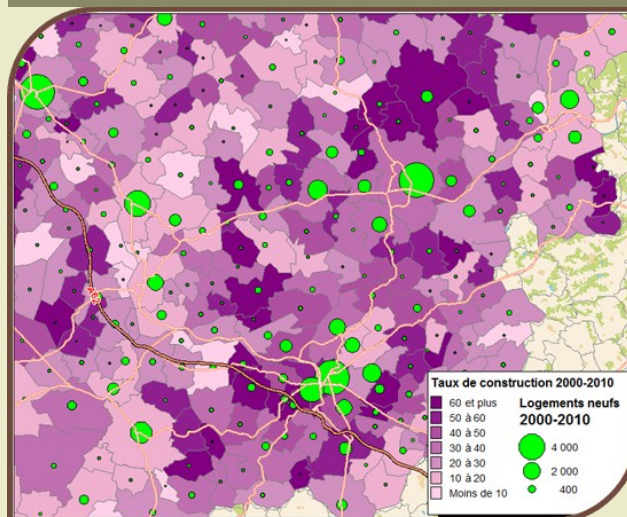 A62
Taux de construction 2000-2010
60 et plus
50 à 60
40 à 50
30 à 40
20 à 30
10 à 20
Moins de 10
Logements neufs
2000-2010
4 000
2 000
400